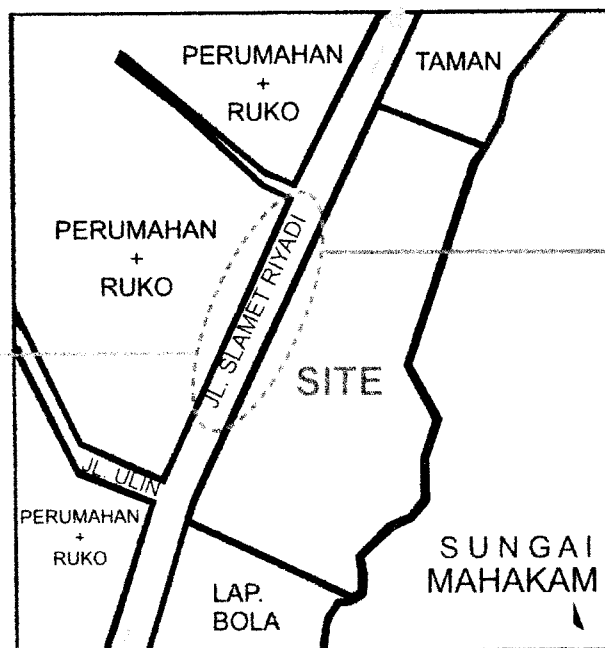 PERUMAHAN
+
RUKO
TAMAN
PERUMAHAN
+
RUKO
JL. SLAMET RIYADI
SITE
JL. ULIN
PERUMAHAN
+
RUKO
LAP.
BOLA
SUNGAI
MAHAKAM